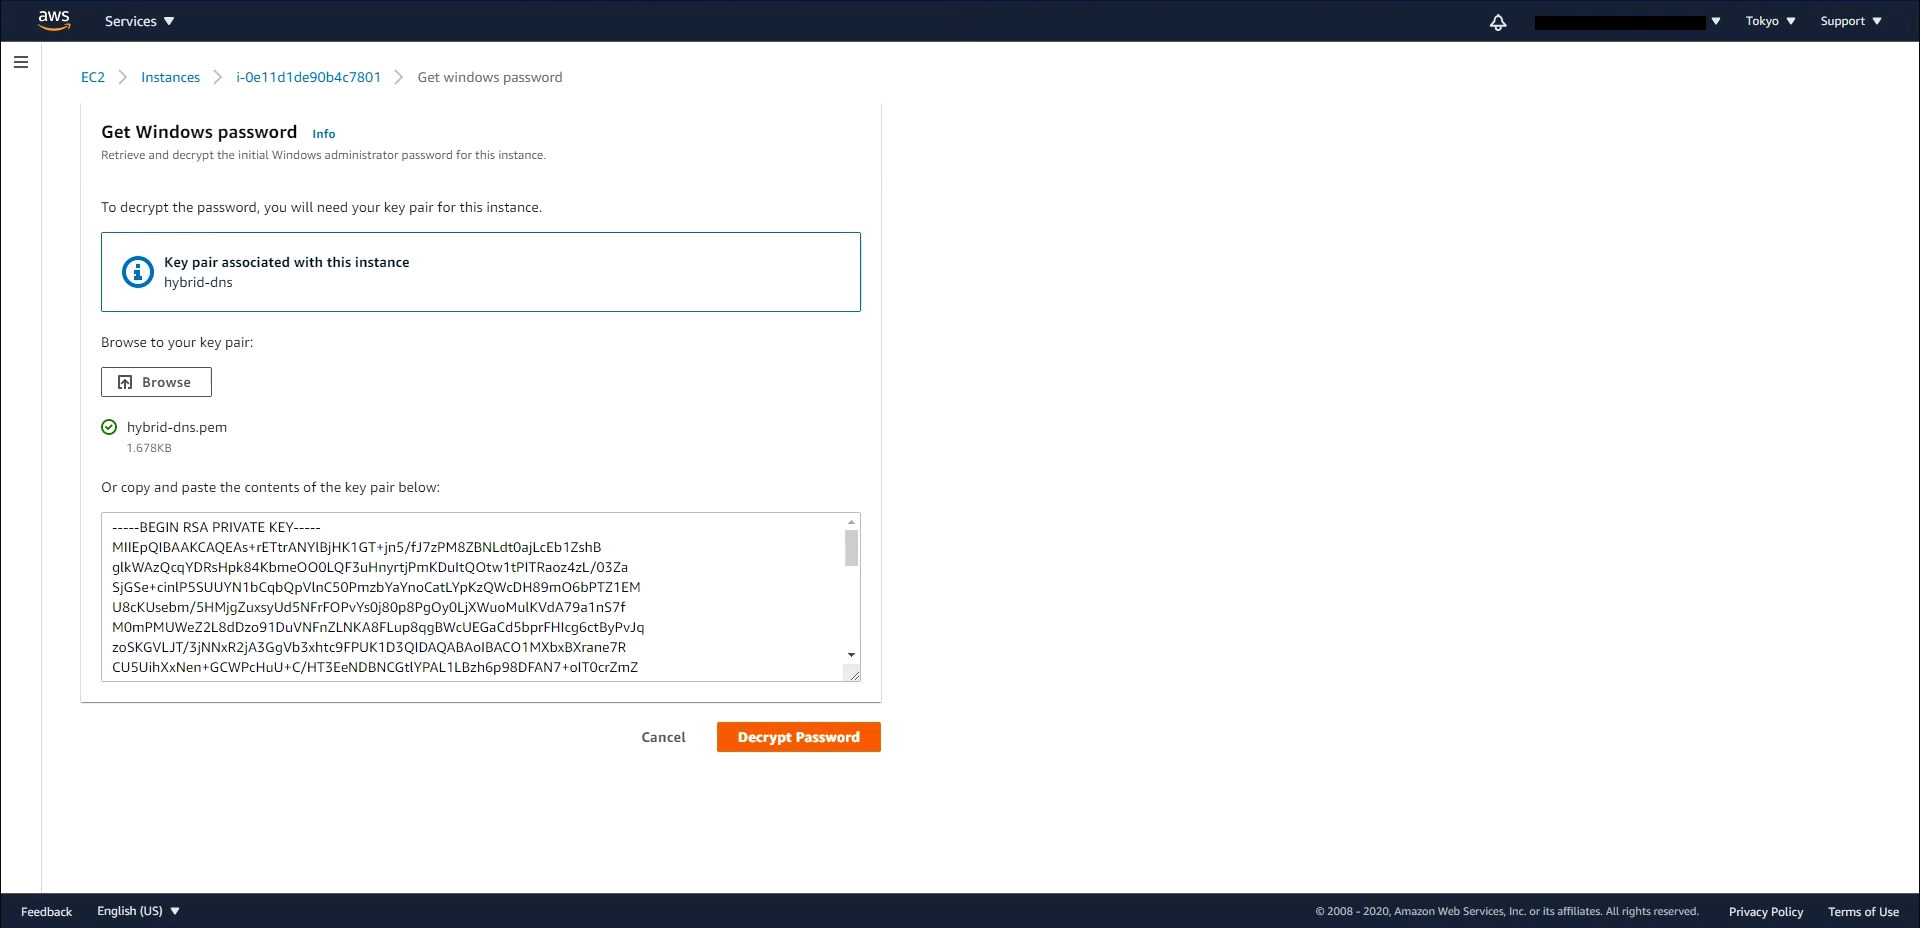 aws
Services
Tokyo
Support
EC2
Instances
i-0e11d1de90b4c7801
Get windows password
Get Windows password Info
Retrieve and decrypt the initial Windows administrator password for this instance.
To decrypt the password, you will need your key pair for this instance.
Key pair associated with this instance
hybrid-dns
Browse to your key pair:
Browse
hybrid-dns.pem
1.678KB
Or copy and paste the contents of the key pair below:
-----BEGIN RSA PRIVATE KEY-----
MIIEpQIBAAKCAQEAs+rETtrANYlBjHK1GT+jn5/fJ7zPM8ZBNLdt0ajLcEb1ZshB
glkWAzQcqYDRsHpk84KbmeOO0LQF3uHnyrtjPmKDultQOtw1tPITRaoz4zL/03Za
SjGSe+cinlP5SUUYN1bCqbQpVlnC50PmzbYaYnoCatLYpKzQWcDH89mO6bPTZ1EM
U8cKUsebm/5HMjgZuxsyUd5NFrFOPvYs0j80p8PgOy0LjXWuoMulKVdA79a1nS7f
M0mPMUWeZ2L8dDzo91DuVNFnZLNKA8FLup8qgBWcUEGaCd5bprFHIcg6ctByPvJq
zoSKGVLJT/3jNNxR2jA3GgVb3xhtc9FPUK1D3QIDAQABAoIBACO1MXbxBXrane7R
CU5UihXxNen+GCWPcHuU+C/HT3EeNDBNCGtlYPAL1LBzh6p98DFAN7+oIT0crZmZ
Cancel
Decrypt Password
Feedback
English (US)
© 2008 - 2020, Amazon Web Services, Inc. or its affiliates. All rights reserved.
Privacy Policy
Terms of Use